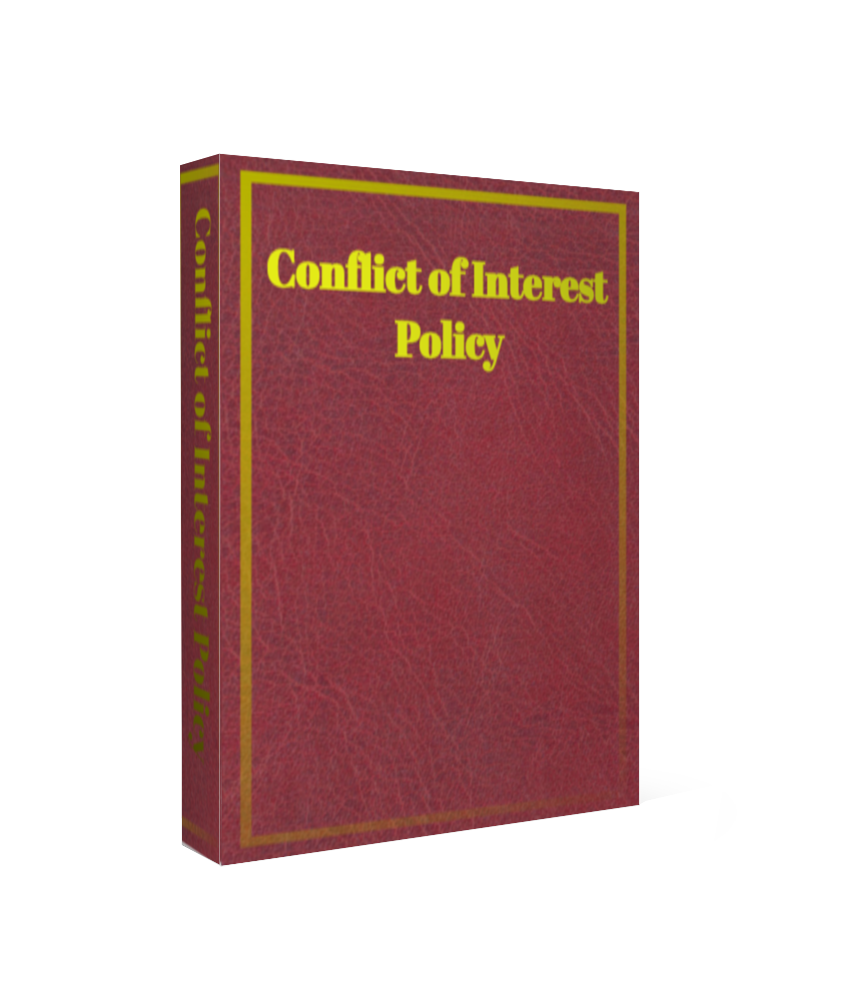 Conflict of Interest
Policy
Conflict of Interest Policy